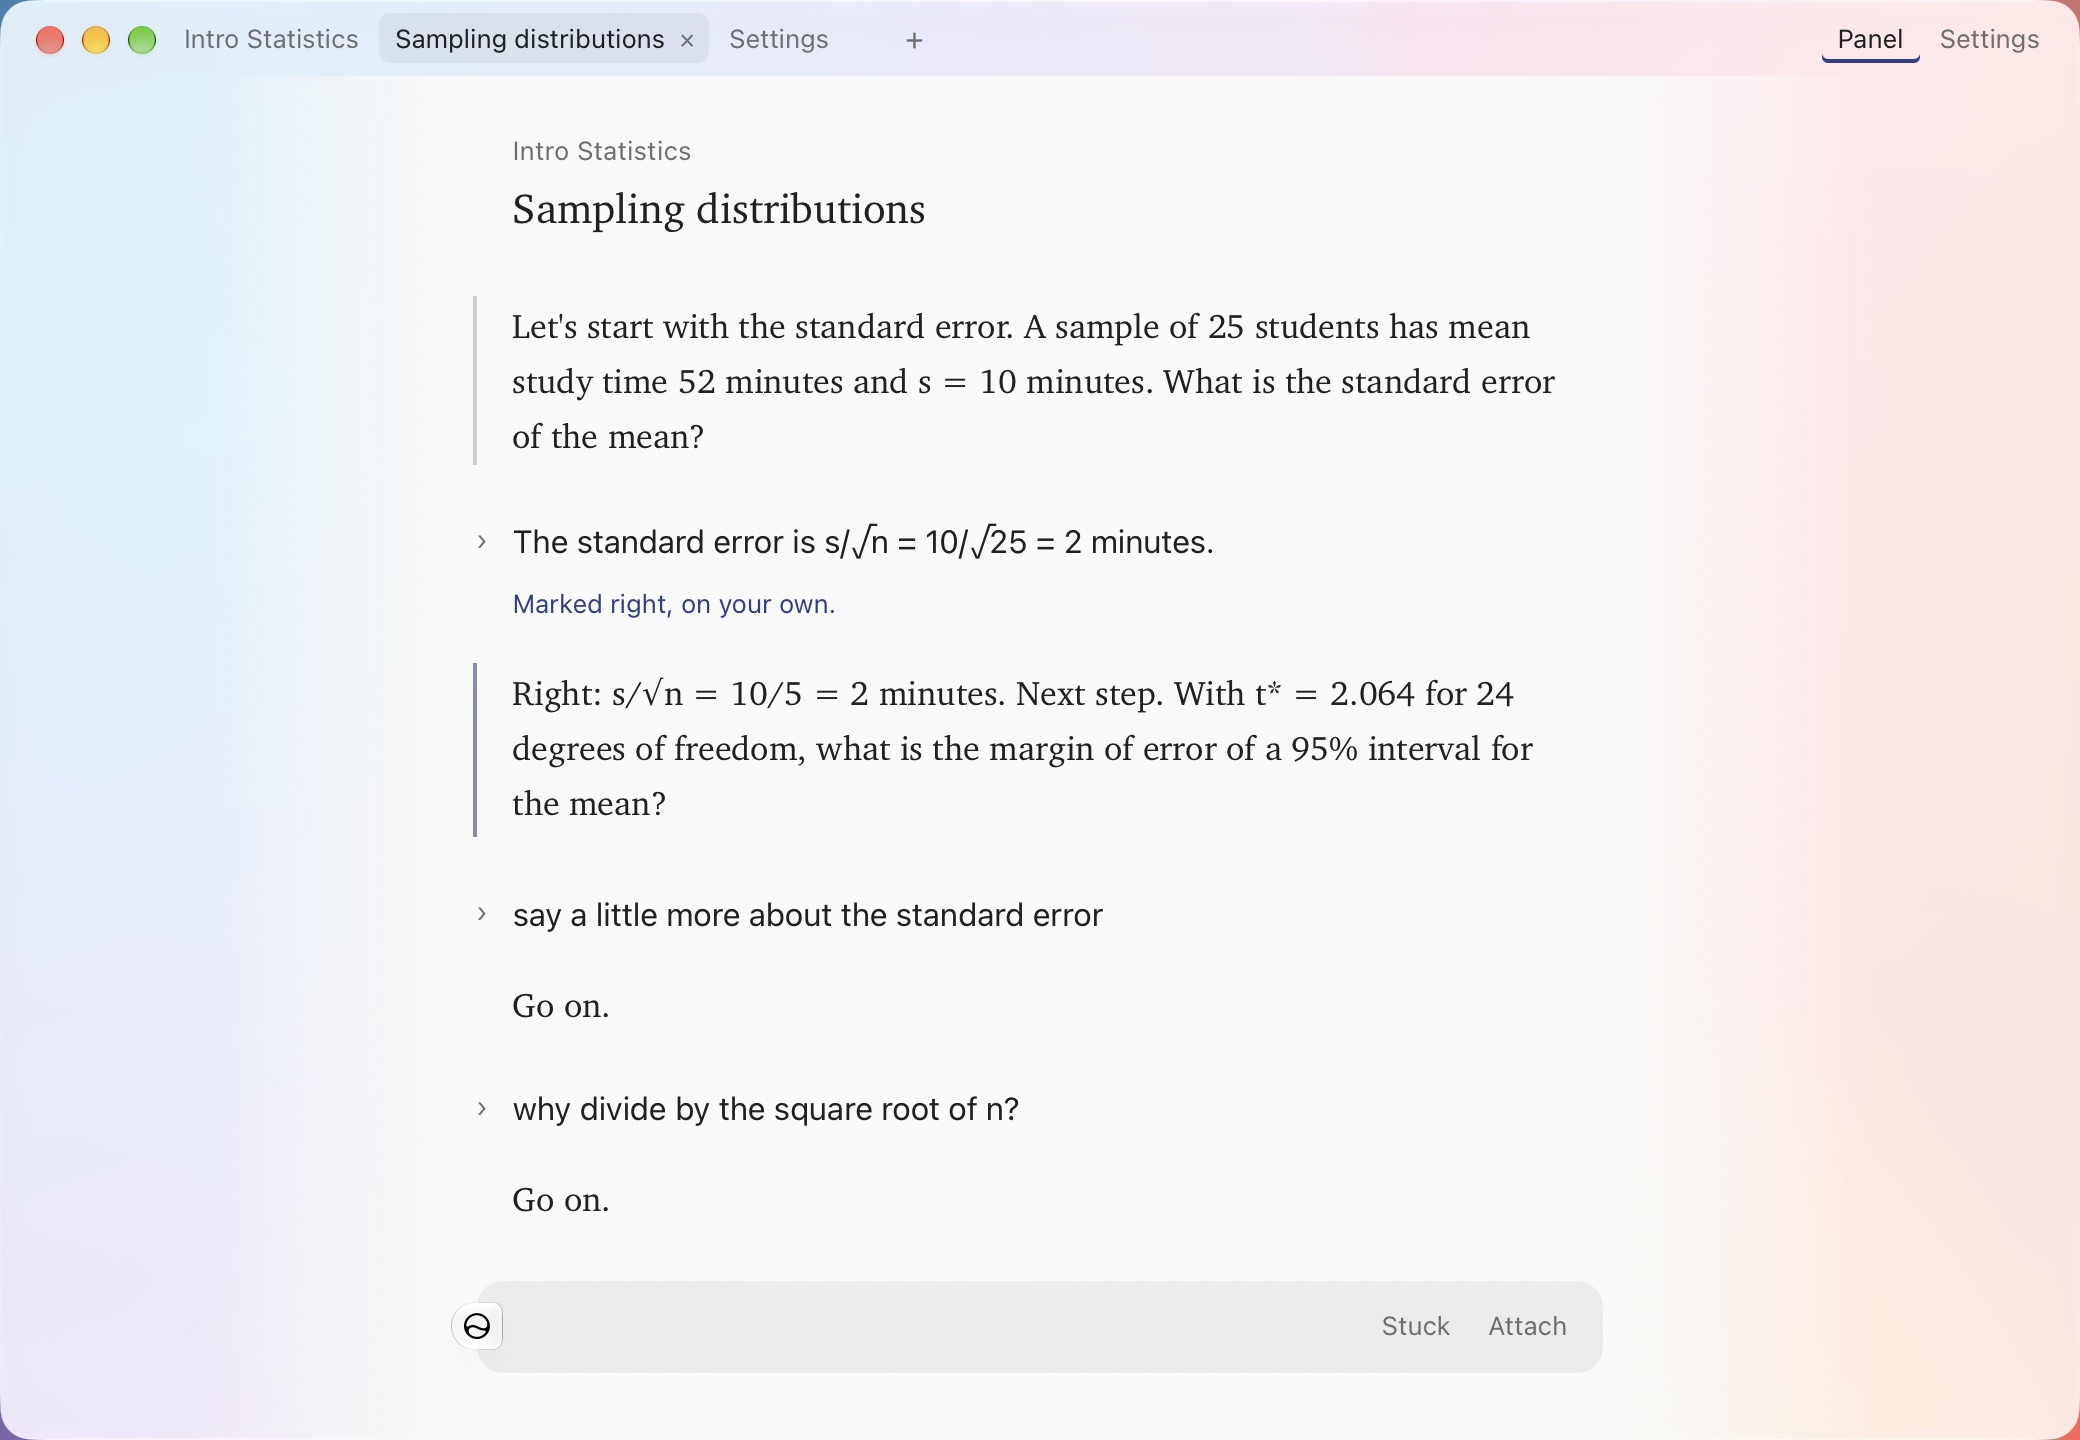 Intro Statistics
Sampling distributions ×
Settings
+
Panel
Settings
Intro Statistics
Sampling distributions
Let's start with the standard error. A sample of 25 students has mean
study time 52 minutes and s = 10 minutes. What is the standard error
of the mean?
› The standard error is s/√n = 10/√25 = 2 minutes.
Marked right, on your own.
Right: s/√n = 10/5 = 2 minutes. Next step. With t* = 2.064 for 24
degrees of freedom, what is the margin of error of a 95% interval for
the mean?
› say a little more about the standard error
Go on.
› why divide by the square root of n?
Go on.
Stuck
Attach